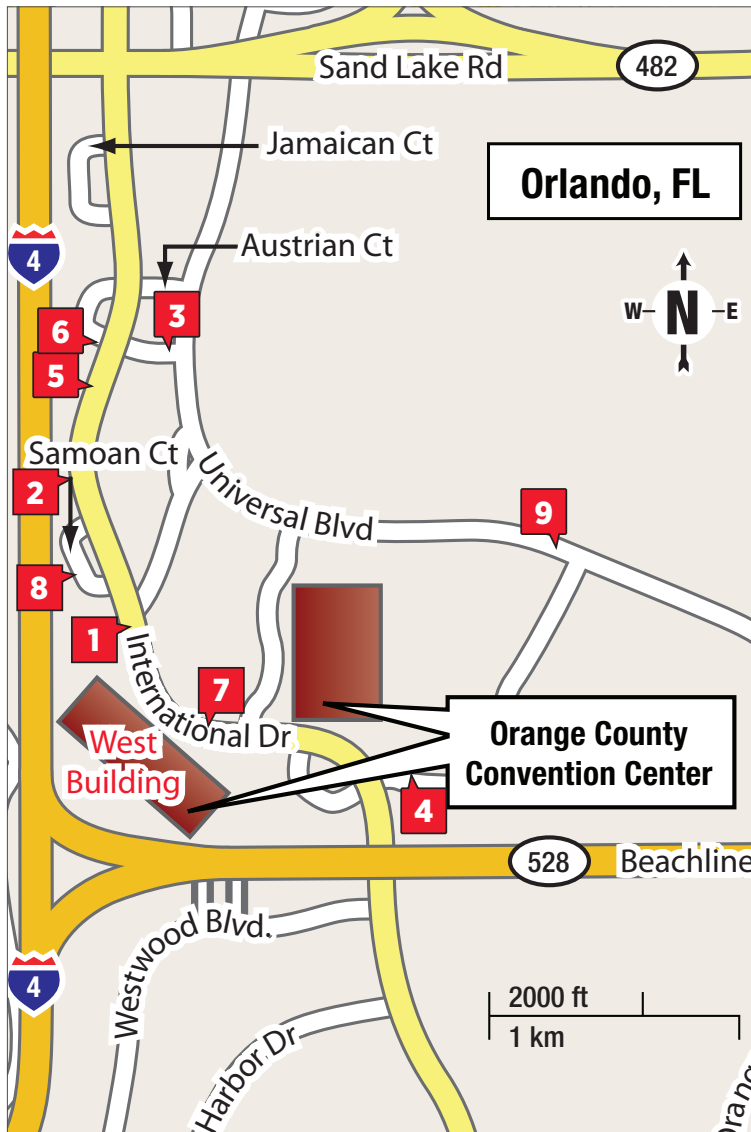 Sand Lake Rd
482
Jamaican Ct
Orlando, FL
Austrian Ct
4
N
W
E
3
6
5
Samoan Ct
2
Universal Blvd
9
8
1
International Dr
7
West
Building
Orange County
Convention Center
4
528
Beachline
Westwood Blvd.
4
2000 ft
1 km
Harbor Dr
Orang